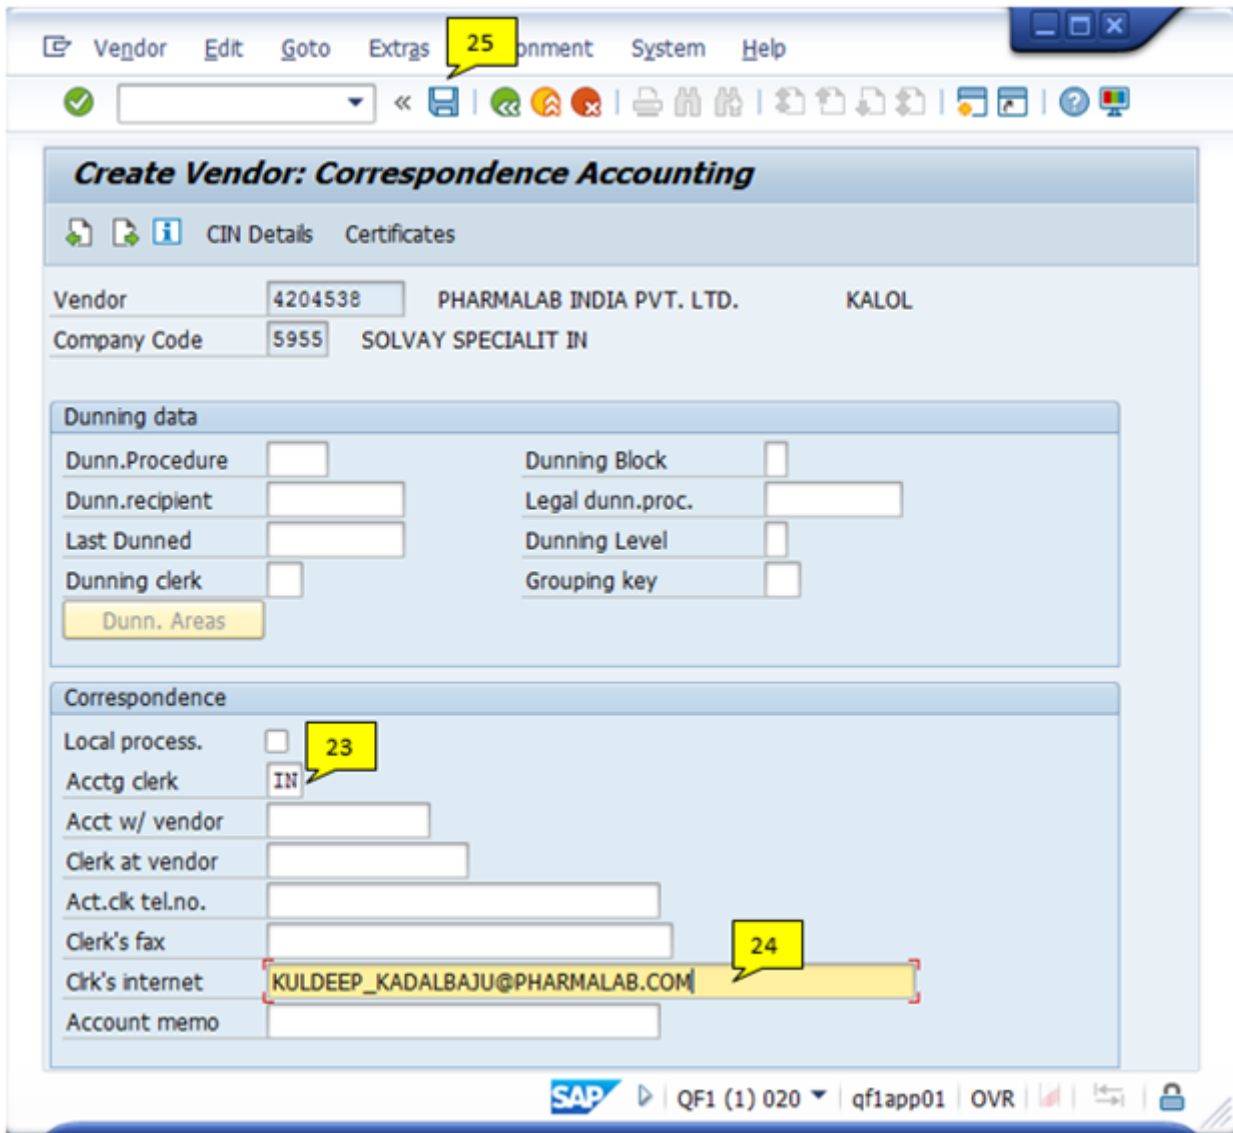 Vendor Edit Goto Extras 25 onment System Help
Create Vendor: Correspondence Accounting
CIN Details Certificates
Vendor 4204538 PHARMALAB INDIA PVT. LTD. KALOL
Company Code 5955 SOLVAY SPECIALIT IN
Dunning data
Dunn.Procedure Dunning Block
Dunn.recipient Legal dunn.proc.
Last Dunned Dunning Level
Dunning clerk Grouping key
Dunn. Areas
Correspondence
Local process. 23
Acctg clerk IN
Acct w/ vendor
Clerk at vendor
Act.clk tel.no.
Clerk's fax 24
Clrk's internet KULDEEP_KADALBAJU@PHARMALAB.COM
Account memo
SAP QF1 (1) 020 qf1app01 OVR